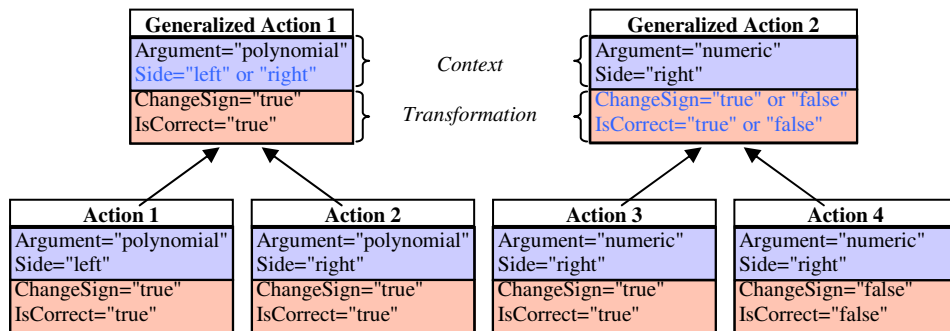 Generalized Action 1
Argument="polynomial"
Side="left" or "right"
ChangeSign="true"
IsCorrect="true"
Context
Transformation
Generalized Action 2
Argument="numeric"
Side="right"
ChangeSign="true" or "false"
IsCorrect="true" or "false"
Action 1
Argument="polynomial"
Side="left"
ChangeSign="true"
IsCorrect="true"
Action 2
Argument="polynomial"
Side="right"
ChangeSign="true"
IsCorrect="true"
Action 3
Argument="numeric"
Side="right"
ChangeSign="true"
IsCorrect="true"
Action 4
Argument="numeric"
Side="right"
ChangeSign="false"
IsCorrect="false"